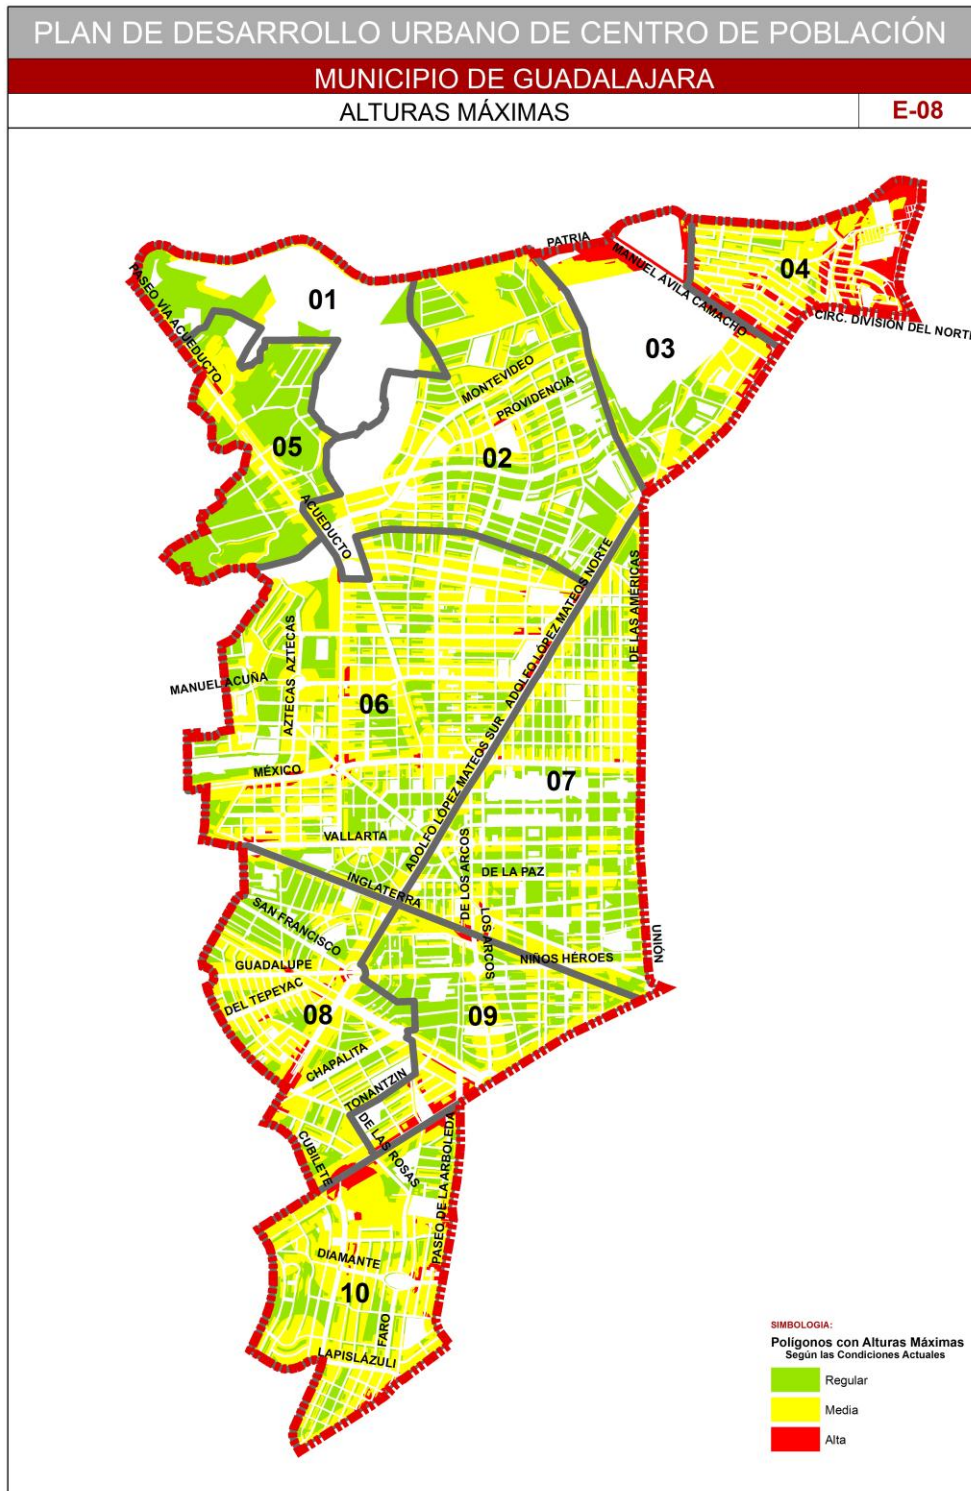 PLAN DE DESARROLLO URBANO DE CENTRO DE POBLACIÓN
MUNICIPIO DE GUADALAJARA
ALTURAS MÁXIMAS
E-08
PATRIA
MANUEL AVILA CAMACHO
04
01
PASEO VÍA ACUEDUCTO
CIRC. DIVISIÓN DEL NORTE
03
MONTEVIDEO
PROVIDENCIA
05
02
ACUEDUCTO
ADOLFO LÓPEZ MATEOS NORTE
DE LAS AMÉRICAS
AZTECAS
AZTECAS
MANUEL ACUÑA
06
MÉXICO
ADOLFO LÓPEZ MATEOS SUR
07
VALLARTA
DE LOS ARCOS
DE LA PAZ
INGLATERRA
SAN FRANCISCO
LOS ARCOS
UNIÓN
NIÑOS HÉROES
GUADALUPE
DEL TEPEYAC
08
09
CHAPALITA
TONANTZIN
DE LAS ROSAS
CUBILETE
PASEO DE LA ARBOLEDA
DIAMANTE
10
FARO
LAPISLÁZULI
SIMBOLOGIA:
Polígonos con Alturas Máximas
Según las Condiciones Actuales
Regular
Media
Alta